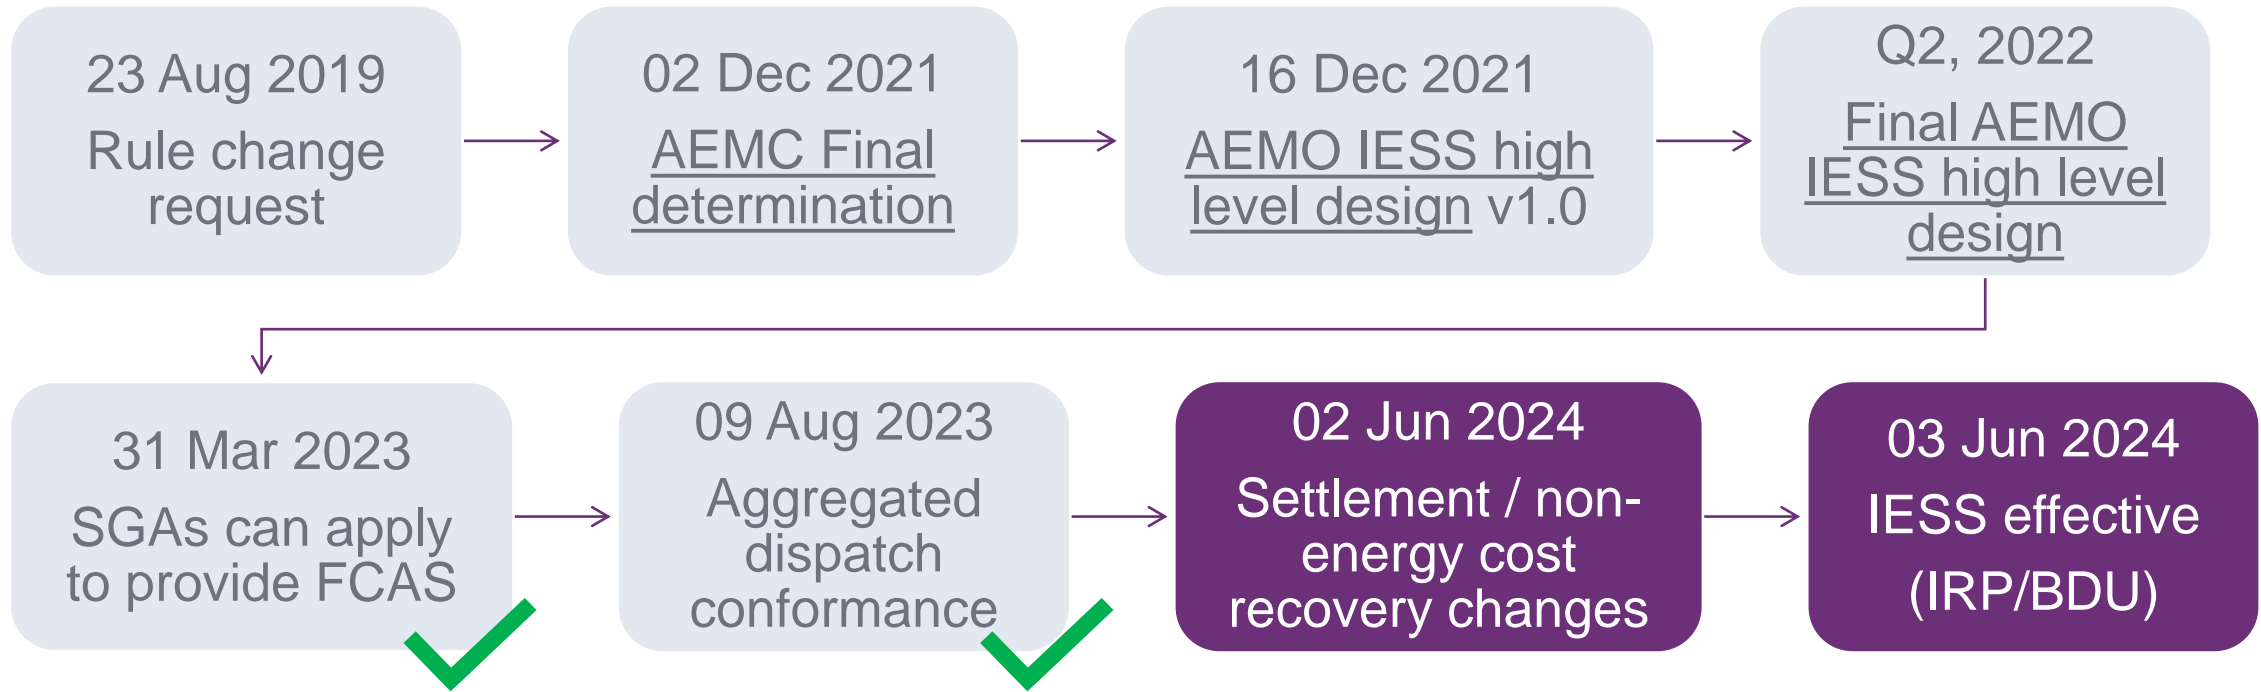 23 Aug 2019
Rule change
request
02 Dec 2021
AEMC Final
determination
16 Dec 2021
AEMO IESS high
level design v1.0
Q2, 2022
Final AEMO
IESS high level
design
31 Mar 2023
SGAs can apply
to provide FCAS
09 Aug 2023
Aggregated
dispatch
conformance
02 Jun 2024
Settlement / non-
energy cost
recovery changes
03 Jun 2024
IESS effective
(IRP/BDU)